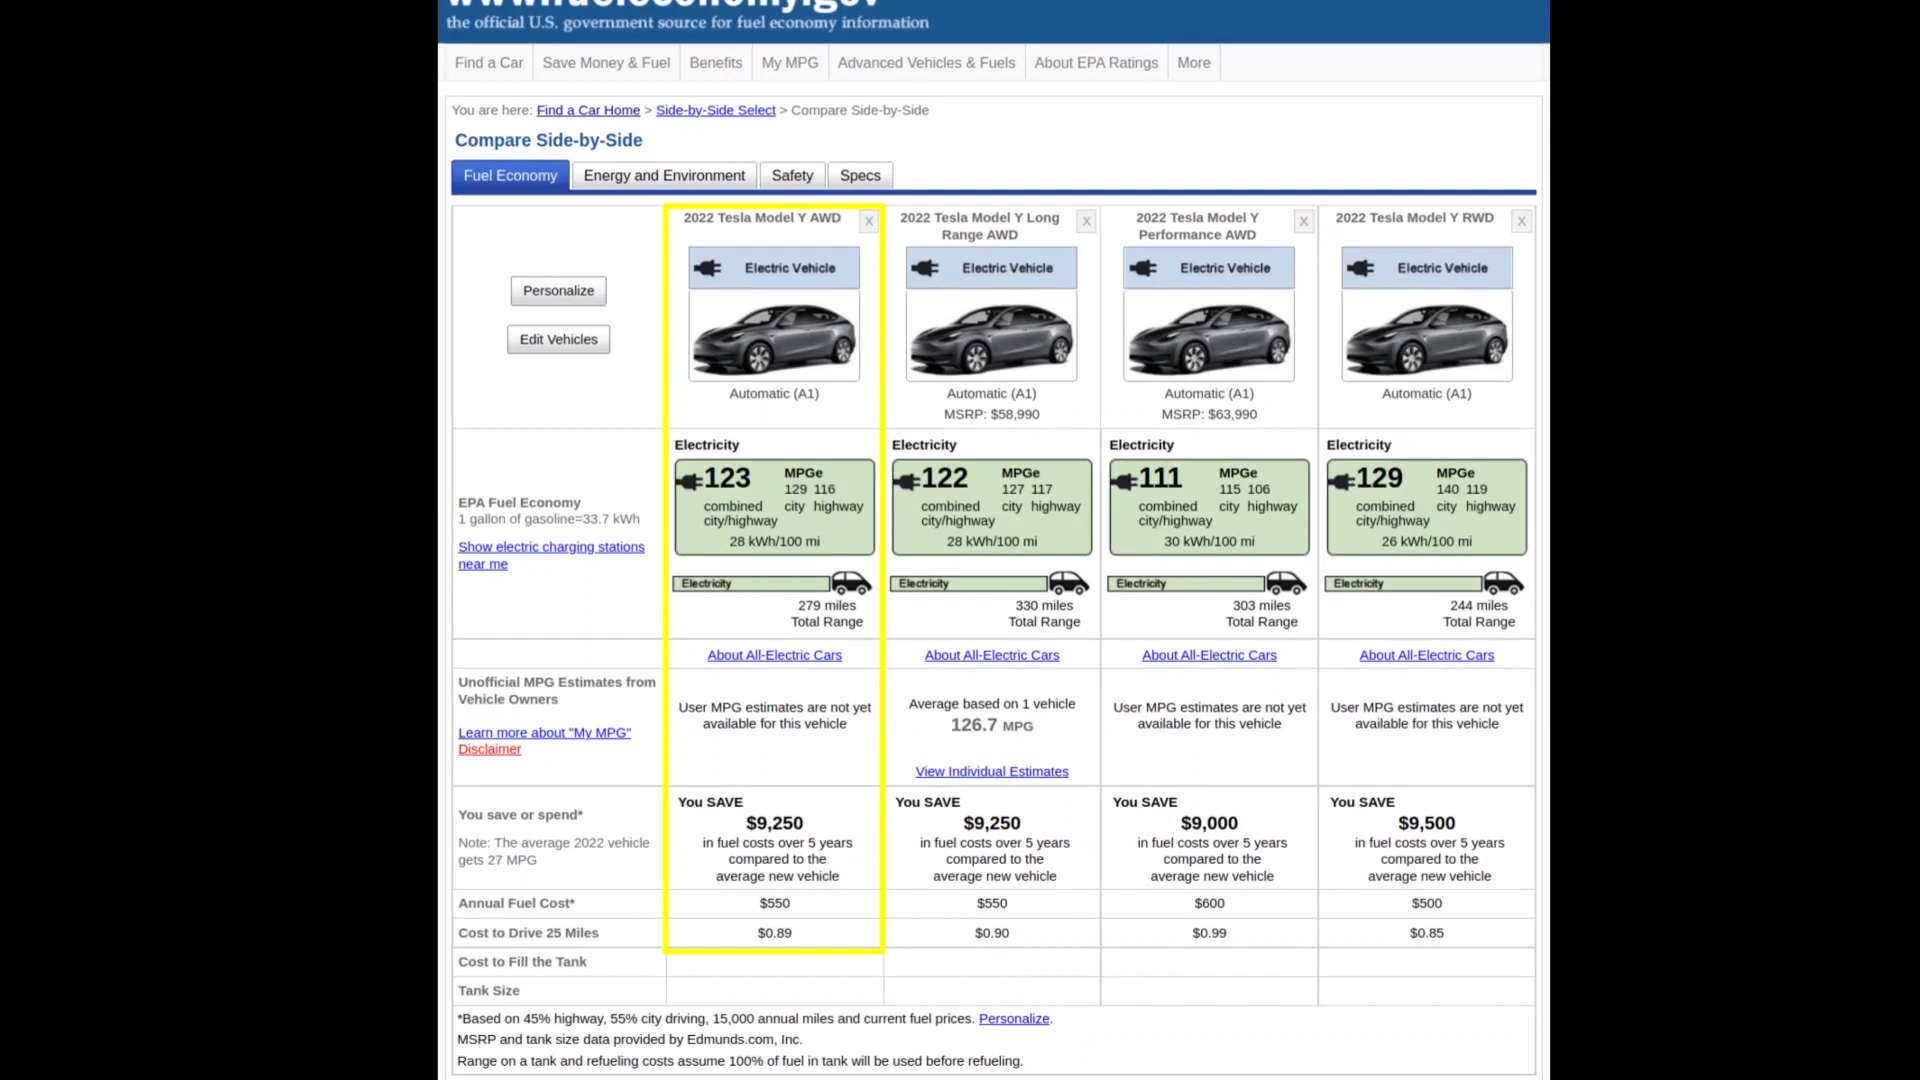 www.fueleconomy.gov
the official U.S. government source for fuel economy information
Find a Car
Save Money & Fuel
Benefits
My MPG
Advanced Vehicles & Fuels
About EPA Ratings
More
You are here: Find a Car Home > Side-by-Side Select > Compare Side-by-Side
Compare Side-by-Side
Fuel Economy
Energy and Environment
Safety
Specs
Personalize
Edit Vehicles
2022 Tesla Model Y AWD
X
Electric Vehicle
Automatic (A1)
2022 Tesla Model Y Long
Range AWD
X
Electric Vehicle
Automatic (A1)
MSRP: $58,990
2022 Tesla Model Y
Performance AWD
X
Electric Vehicle
Automatic (A1)
MSRP: $63,990
2022 Tesla Model Y RWD
X
Electric Vehicle
Automatic (A1)
EPA Fuel Economy
1 gallon of gasoline=33.7 kWh
Show electric charging stations
near me
Electricity
123 MPGe
129 116
combined city highway
city/highway
28 kWh/100 mi
Electricity
279 miles
Total Range
Electricity
122 MPGe
127 117
combined city highway
city/highway
28 kWh/100 mi
Electricity
330 miles
Total Range
Electricity
111 MPGe
115 106
combined city highway
city/highway
30 kWh/100 mi
Electricity
303 miles
Total Range
Electricity
129 MPGe
140 119
combined city highway
city/highway
26 kWh/100 mi
Electricity
244 miles
Total Range
About All-Electric Cars
About All-Electric Cars
About All-Electric Cars
About All-Electric Cars
Unofficial MPG Estimates from
Vehicle Owners
Learn more about "My MPG"
Disclaimer
User MPG estimates are not yet
available for this vehicle
Average based on 1 vehicle
126.7 MPG
View Individual Estimates
User MPG estimates are not yet
available for this vehicle
User MPG estimates are not yet
available for this vehicle
You save or spend*
Note: The average 2022 vehicle
gets 27 MPG
You SAVE
$9,250
in fuel costs over 5 years
compared to the
average new vehicle
You SAVE
$9,250
in fuel costs over 5 years
compared to the
average new vehicle
You SAVE
$9,000
in fuel costs over 5 years
compared to the
average new vehicle
You SAVE
$9,500
in fuel costs over 5 years
compared to the
average new vehicle
Annual Fuel Cost* $550 $550 $600 $500
Cost to Drive 25 Miles $0.89 $0.90 $0.99 $0.85
Cost to Fill the Tank
Tank Size
*Based on 45% highway, 55% city driving, 15,000 annual miles and current fuel prices. Personalize.
MSRP and tank size data provided by Edmunds.com, Inc.
Range on a tank and refueling costs assume 100% of fuel in tank will be used before refueling.